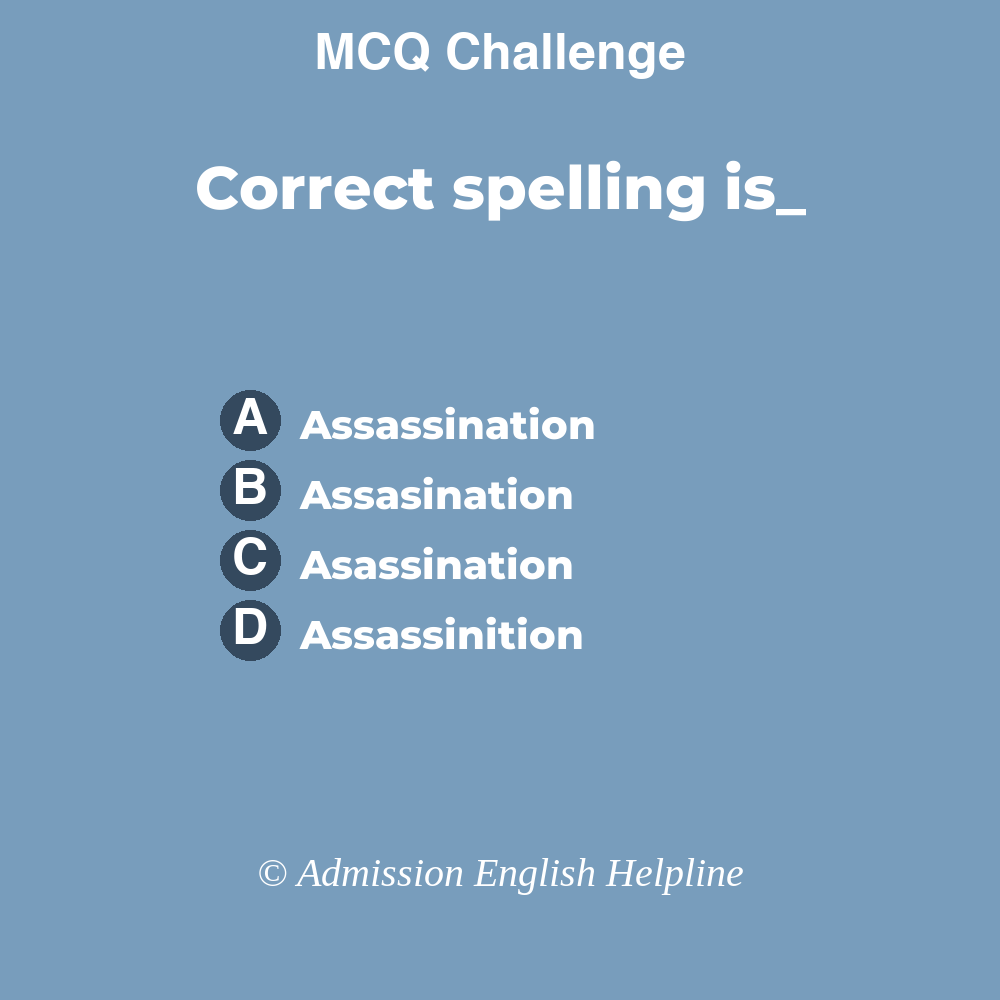 MCQ Challenge
Correct spelling is_
A Assassination
B Assasination
C Asassination
D Assassinition
© Admission English Helpline